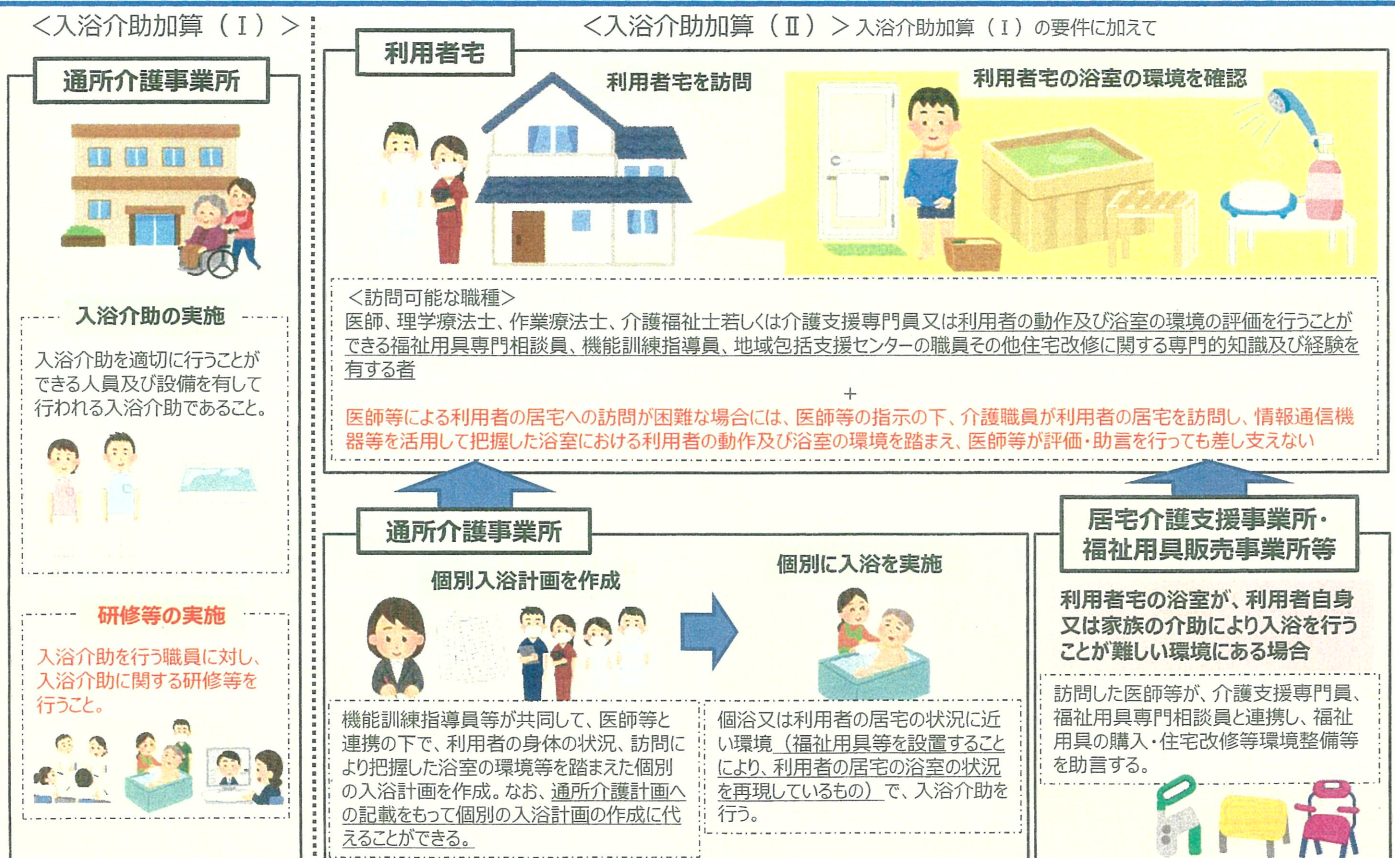 <入浴介助加算（Ⅰ）>
通所介護事業所
入浴介助の実施
入浴介助を適切に行うことが
できる人員及び設備を有して
行われる入浴介助であること。
研修等の実施
入浴介助を行う職員に対し、
入浴介助に関する研修等を
行うこと。
<入浴介助加算（Ⅱ）>入浴介助加算（Ⅰ）の要件に加えて
利用者宅
利用者宅を訪問
利用者宅の浴室の環境を確認
<訪問可能な職種>
医師、理学療法士、作業療法士、介護福祉士若しくは介護支援専門員又は利用者の動作及び浴室の環境の評価を行うことが
できる福祉用具専門相談員、機能訓練指導員、地域包括支援センターの職員その他住宅改修に関する専門的知識及び経験を
有する者
+
医師等による利用者の居宅への訪問が困難な場合には、医師等の指示の下、介護職員が利用者の居宅を訪問し、情報通信機
器等を活用して把握した浴室における利用者の動作及び浴室の環境を踏まえ、医師等が評価・助言を行っても差し支えない
通所介護事業所
個別入浴計画を作成
機能訓練指導員等が共同して、医師等と
連携の下で、利用者の身体の状況、訪問に
より把握した浴室の環境等を踏まえた個別
の入浴計画を作成。なお、通所介護計画へ
の記載をもって個別の入浴計画の作成に代
えることができる。
個別に入浴を実施
個浴又は利用者の居宅の状況に近
い環境（福祉用具等を設置すること
により、利用者の居宅の浴室の状況
を再現しているもの）で、入浴介助を
行う。
居宅介護支援事業所・
福祉用具販売事業所等
利用者宅の浴室が、利用者自身
又は家族の介助により入浴を行う
ことが難しい環境にある場合
訪問した医師等が、介護支援専門員、
福祉用具専門相談員と連携し、福祉
用具の購入・住宅改修等環境整備等
を助言する。